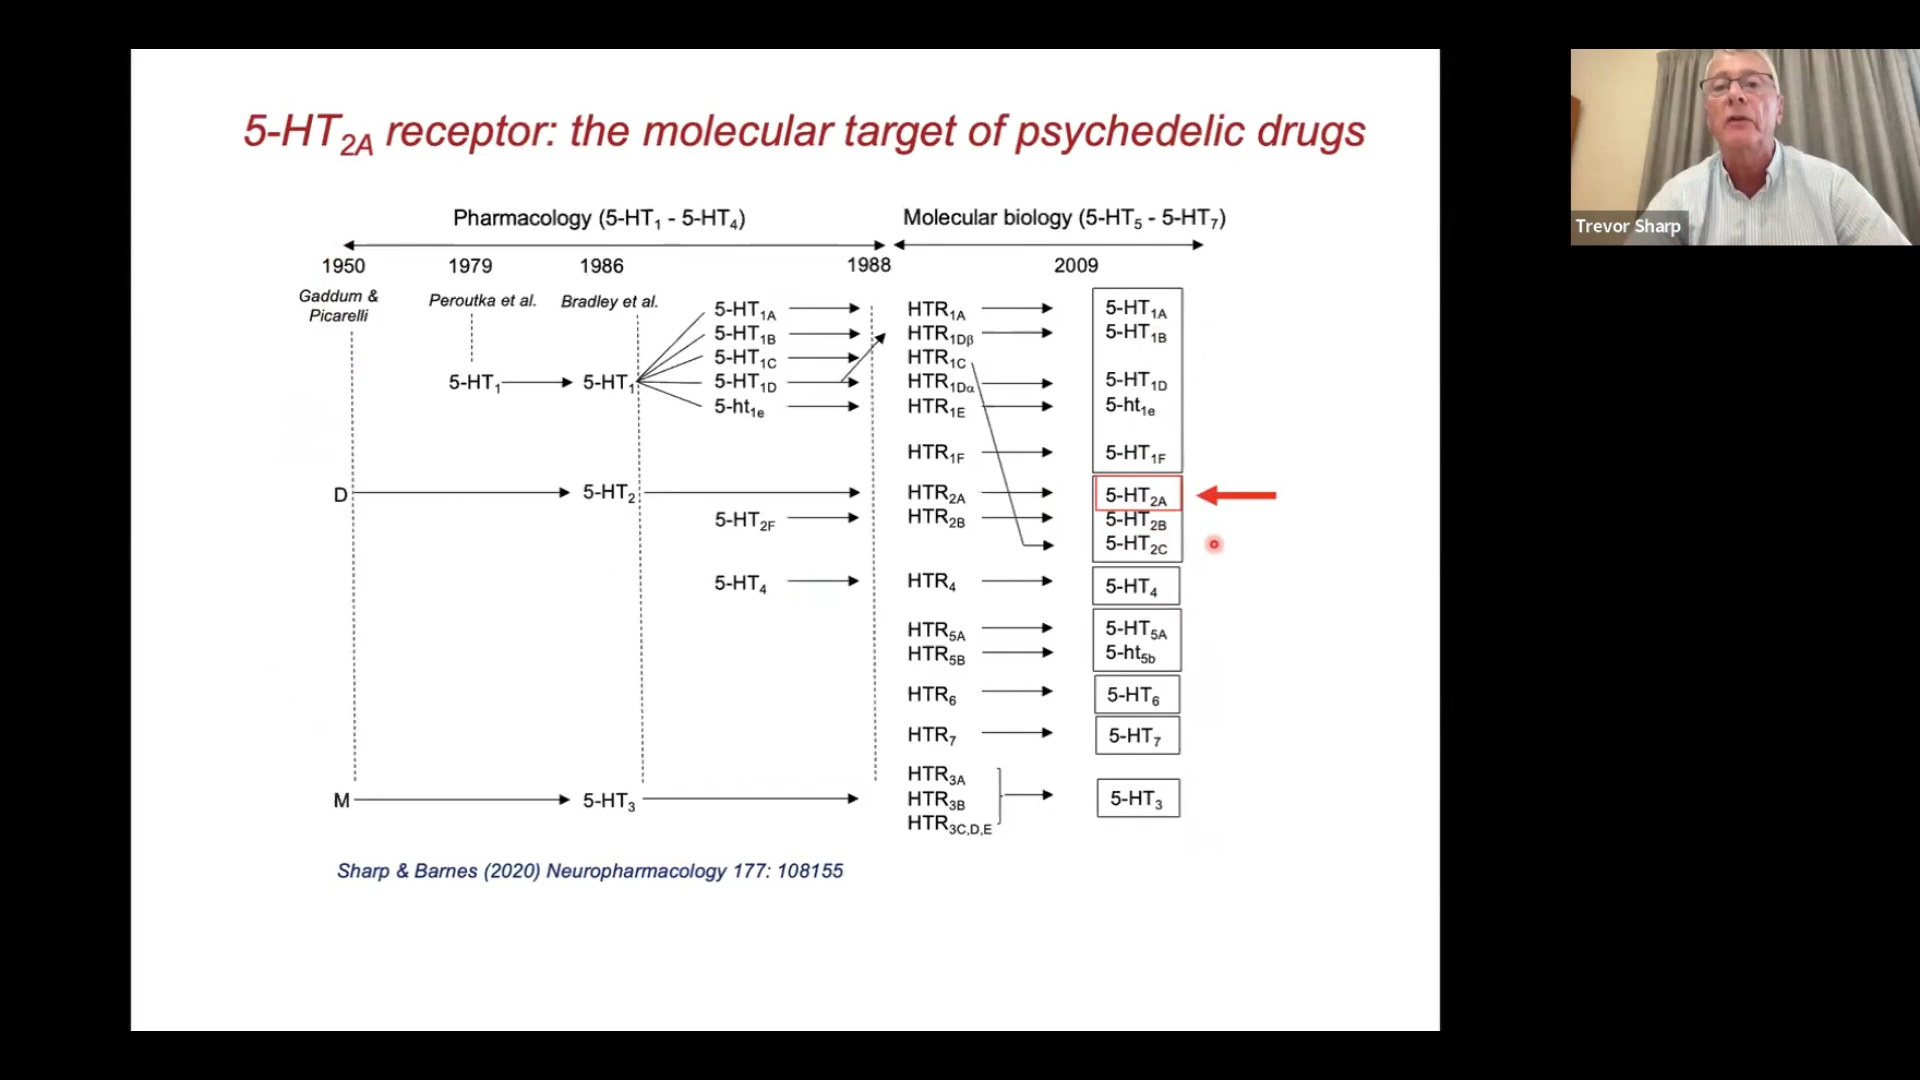 5-HT2A receptor: the molecular target of psychedelic drugs
Trevor Sharp
Pharmacology (5-HT1 - 5-HT4) Molecular biology (5-HT5 - 5-HT7)
1950 1979 1986 1988 2009
Gaddum & Picarelli Peroutka et al. Bradley et al.
5-HT1A HTR1A 5-HT1A
5-HT1B HTR1Dβ 5-HT1B
5-HT1C HTR1C
5-HT1 5-HT1 5-HT1D HTR1Dα 5-HT1D
5-ht1e HTR1E 5-ht1e
HTR1F 5-HT1F
D 5-HT2 HTR2A 5-HT2A
5-HT2F HTR2B 5-HT2B
5-HT2C
5-HT4 HTR4 5-HT4
HTR5A 5-HT5A
HTR5B 5-ht5b
HTR6 5-HT6
HTR7 5-HT7
HTR3A
M 5-HT3 HTR3B 5-HT3
HTR3C,D,E
Sharp & Barnes (2020) Neuropharmacology 177: 108155